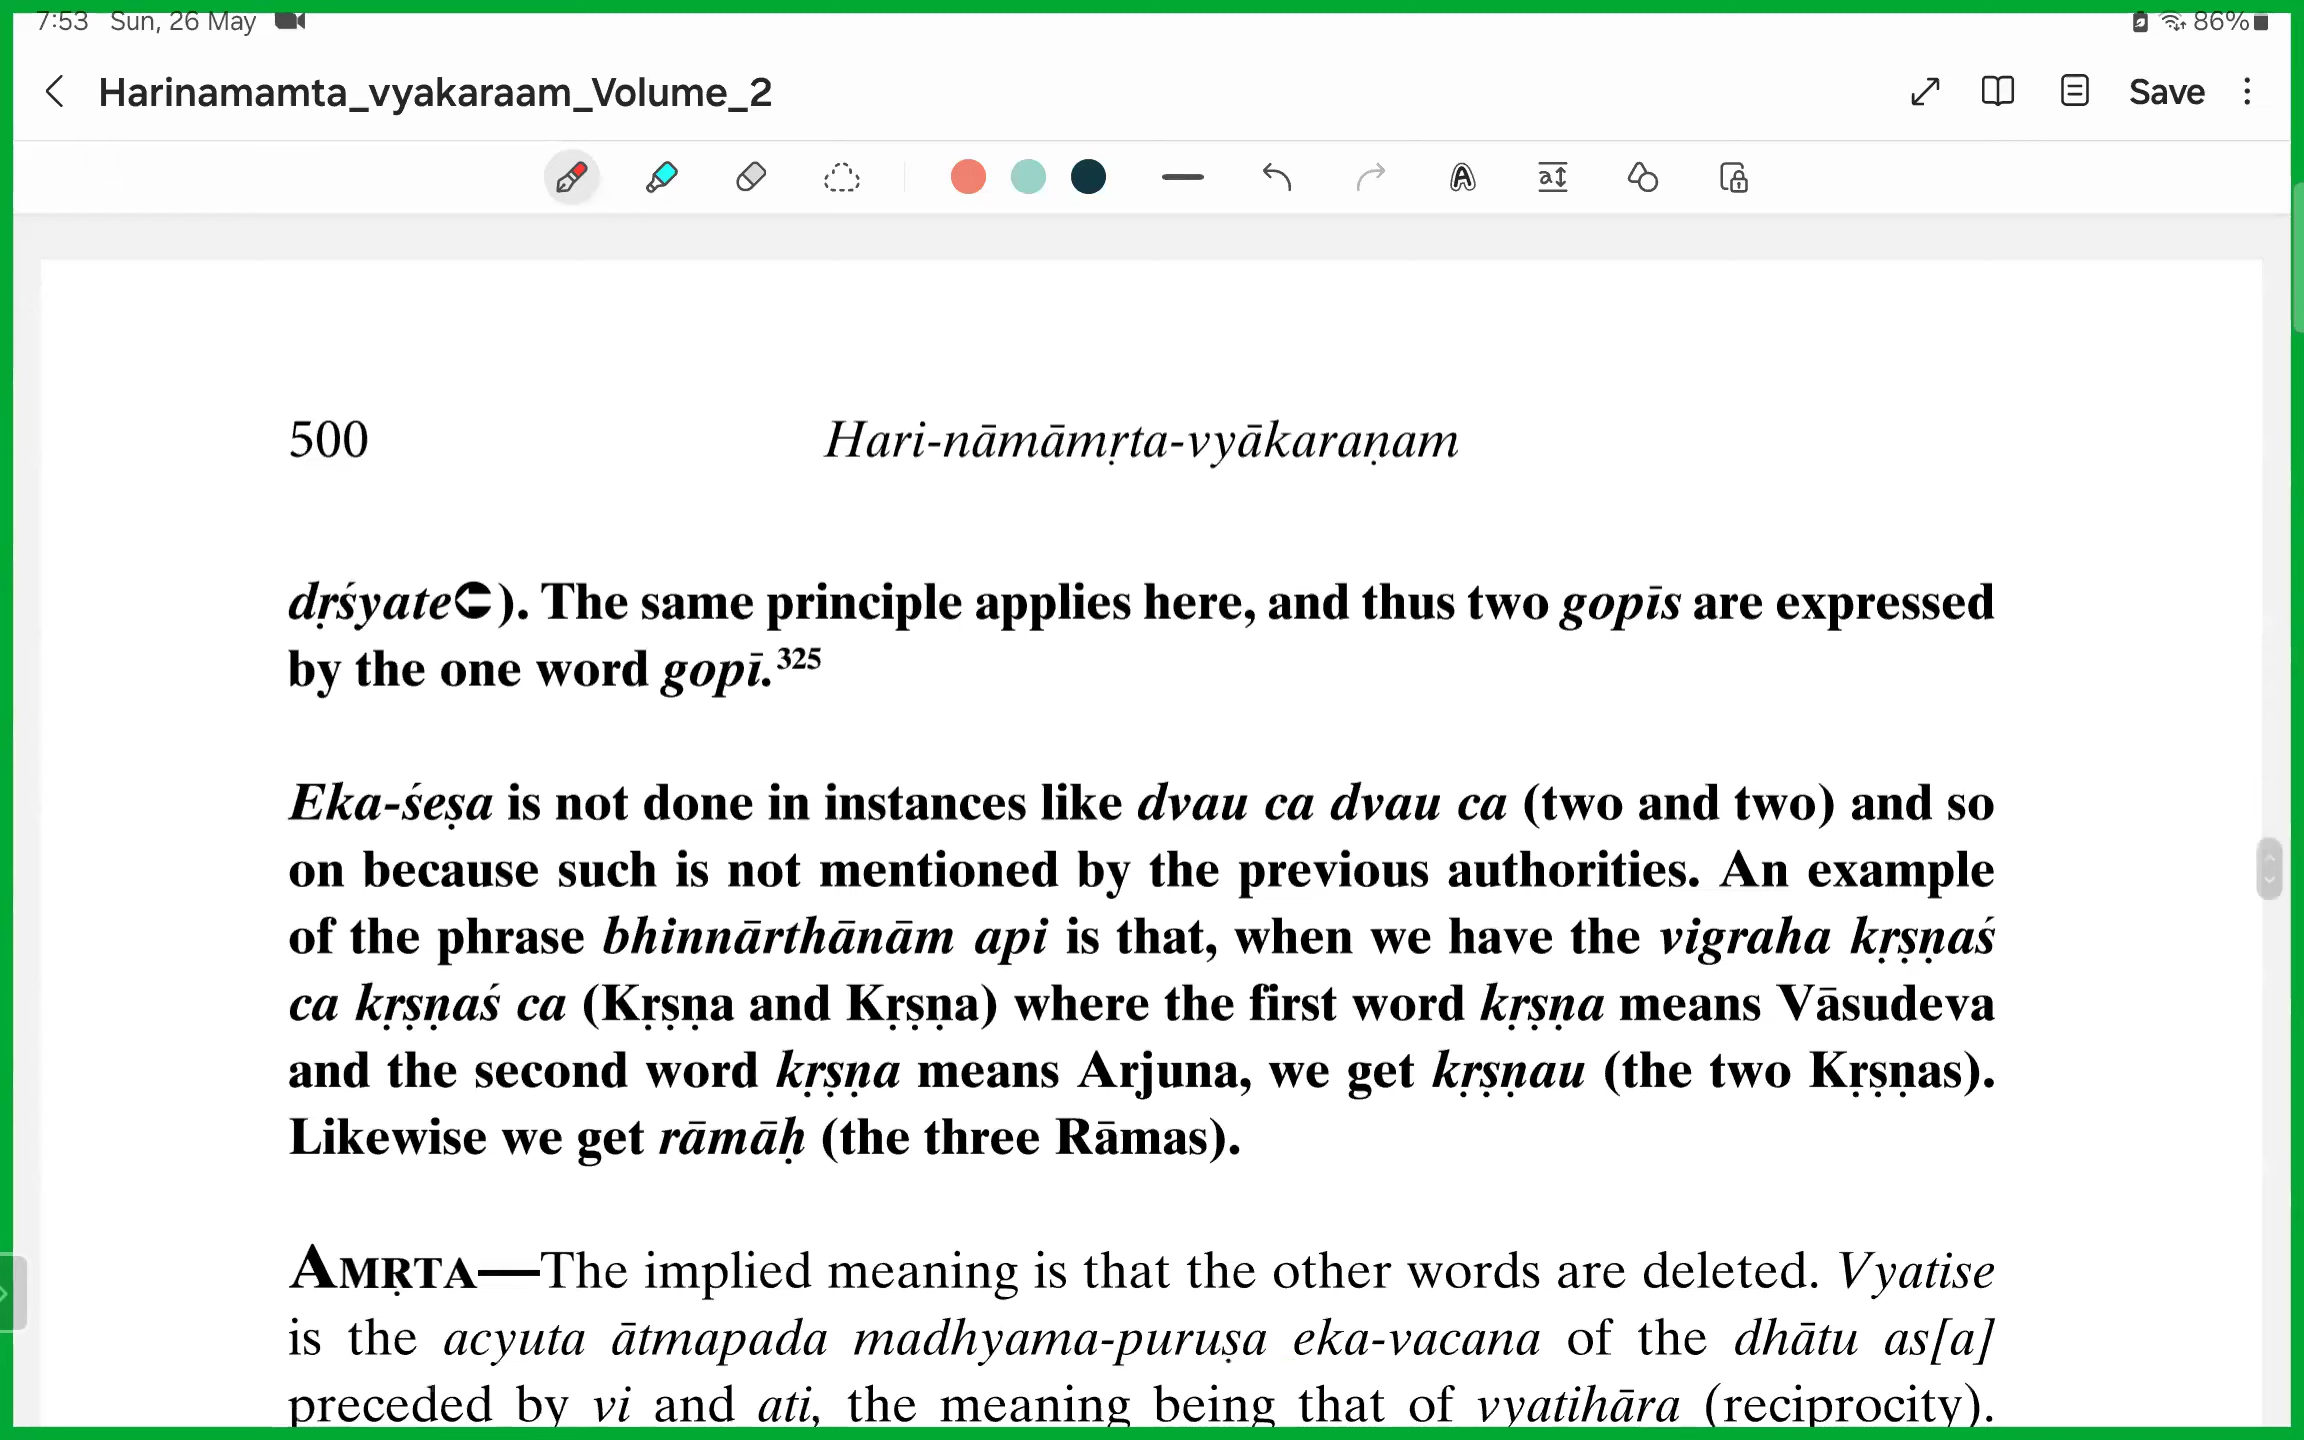 7:53 Sun, 26 May 86%
Harinamamta_vyakaraam_Volume_2 Save
500 Hari-nāmāmṛta-vyākaraṇam
dṛśyate). The same principle applies here, and thus two gopīs are expressed
by the one word gopī.325
Eka-śeṣa is not done in instances like dvau ca dvau ca (two and two) and so
on because such is not mentioned by the previous authorities. An example
of the phrase bhinnārthānām api is that, when we have the vigraha kṛṣṇaś
ca kṛṣṇaś ca (Kṛṣṇa and Kṛṣṇa) where the first word kṛṣṇa means Vāsudeva
and the second word kṛṣṇa means Arjuna, we get kṛṣṇau (the two Kṛṣṇas).
Likewise we get rāmāḥ (the three Rāmas).
AMṚTA—The implied meaning is that the other words are deleted. Vyatise
is the acyuta ātmapada madhyama-puruṣa eka-vacana of the dhātu as[a]
preceded by vi and ati, the meaning being that of vyatihāra (reciprocity).